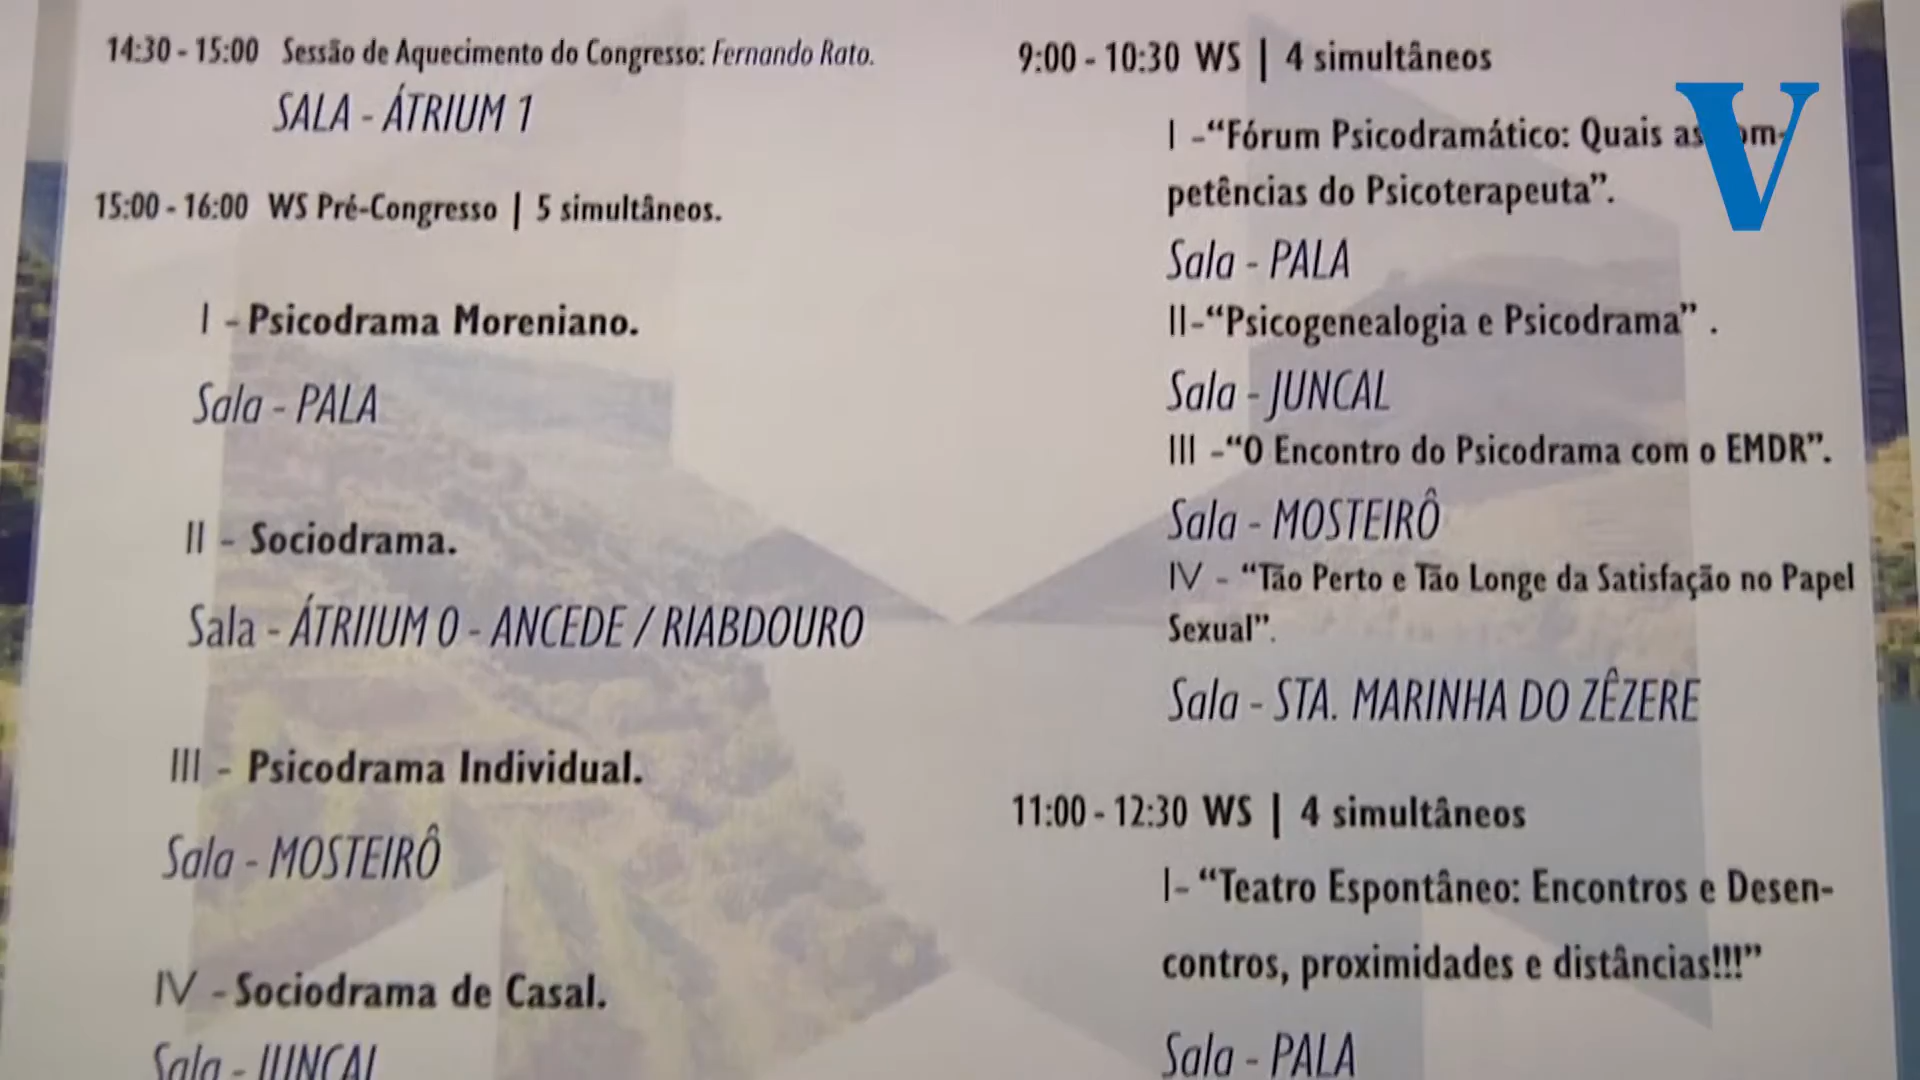 14:30 - 15:00 Sessão de Aquecimento do Congresso: Fernando Rato.
SALA - ÁTRIUM 1
15:00 - 16:00 WS Pré-Congresso | 5 simultâneos.
I - Psicodrama Moreniano.
Sala - PALA
II - Sociodrama.
Sala - ÁTRIIUM 0 - ANCEDE / RIABDOURO
III - Psicodrama Individual.
Sala - MOSTEIRÔ
IV - Sociodrama de Casal.
Sala - JUNCAL
9:00 - 10:30 WS | 4 simultâneos
I -“Fórum Psicodramático: Quais as
petências do Psicoterapeuta”.
Sala - PALA
II-“Psicogenealogia e Psicodrama” .
Sala - JUNCAL
III -“O Encontro do Psicodrama com o EMDR”.
Sala - MOSTEIRÔ
IV - “Tão Perto e Tão Longe da Satisfação no Papel
Sexual”.
Sala - STA. MARINHA DO ZÊZERE
11:00 - 12:30 WS | 4 simultâneos
I- “Teatro Espontâneo: Encontros e Desen-
contros, proximidades e distâncias!!!”
Sala - PALA
V